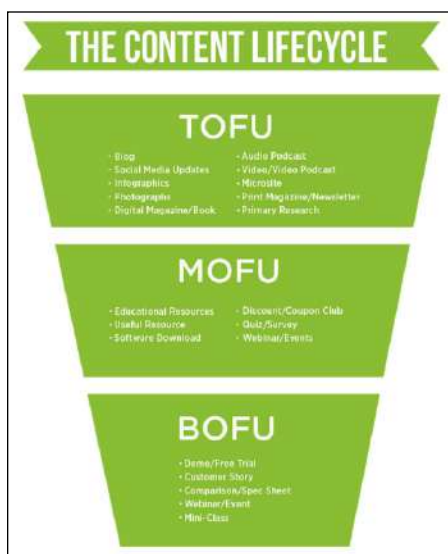 THE CONTENT LIFECYCLE
TOFU
· Blog
· Social Media Updates
· Infographics
· Photographs
· Digital Magazine/Book
· Audio Podcast
· Video/Video Podcast
· Microsite
· Print Magazine/Newsletter
· Primary Research
MOFU
· Educational Resources
· Useful Resource
· Software Download
· Discount/Coupon Club
· Quiz/Survey
· Webinar/Events
BOFU
· Demo/Free Trial
· Customer Story
· Comparison/Spec Sheet
· Webinar/Event
· Mini-Class